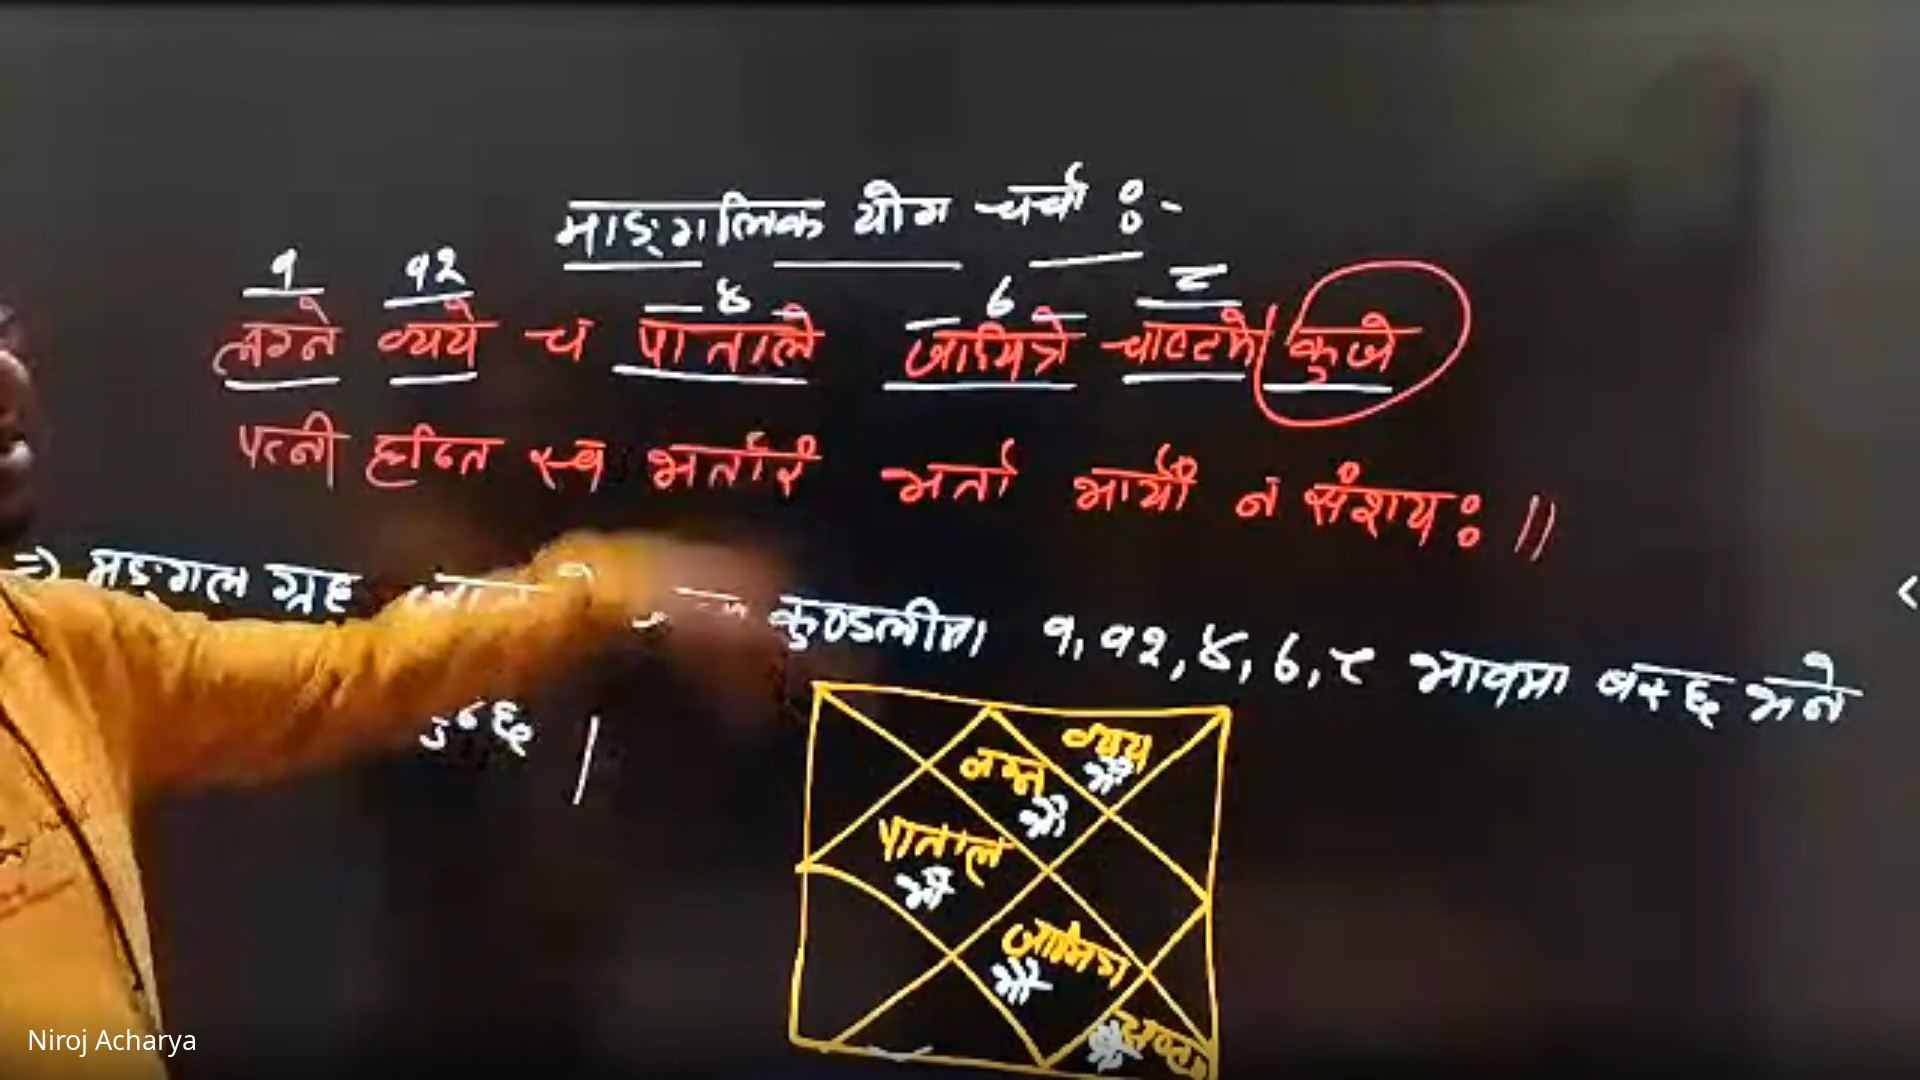 माङ्गलिक योग चर्चा :-
१ १२ ४ ७ ८
लग्ने व्यये च पाताले जामित्रे चाष्टमे कुजे
पत्नी हन्ति स्व भर्तारं भर्ता भार्यां न संशयः ॥
⇒ मङ्गल ग्रह कुण्डलीमा १, १२, ४, ७, ८ भावमा बस्छ भने
।
व्यय
लग्न
पाताल
जामित्र
Niroj Acharya